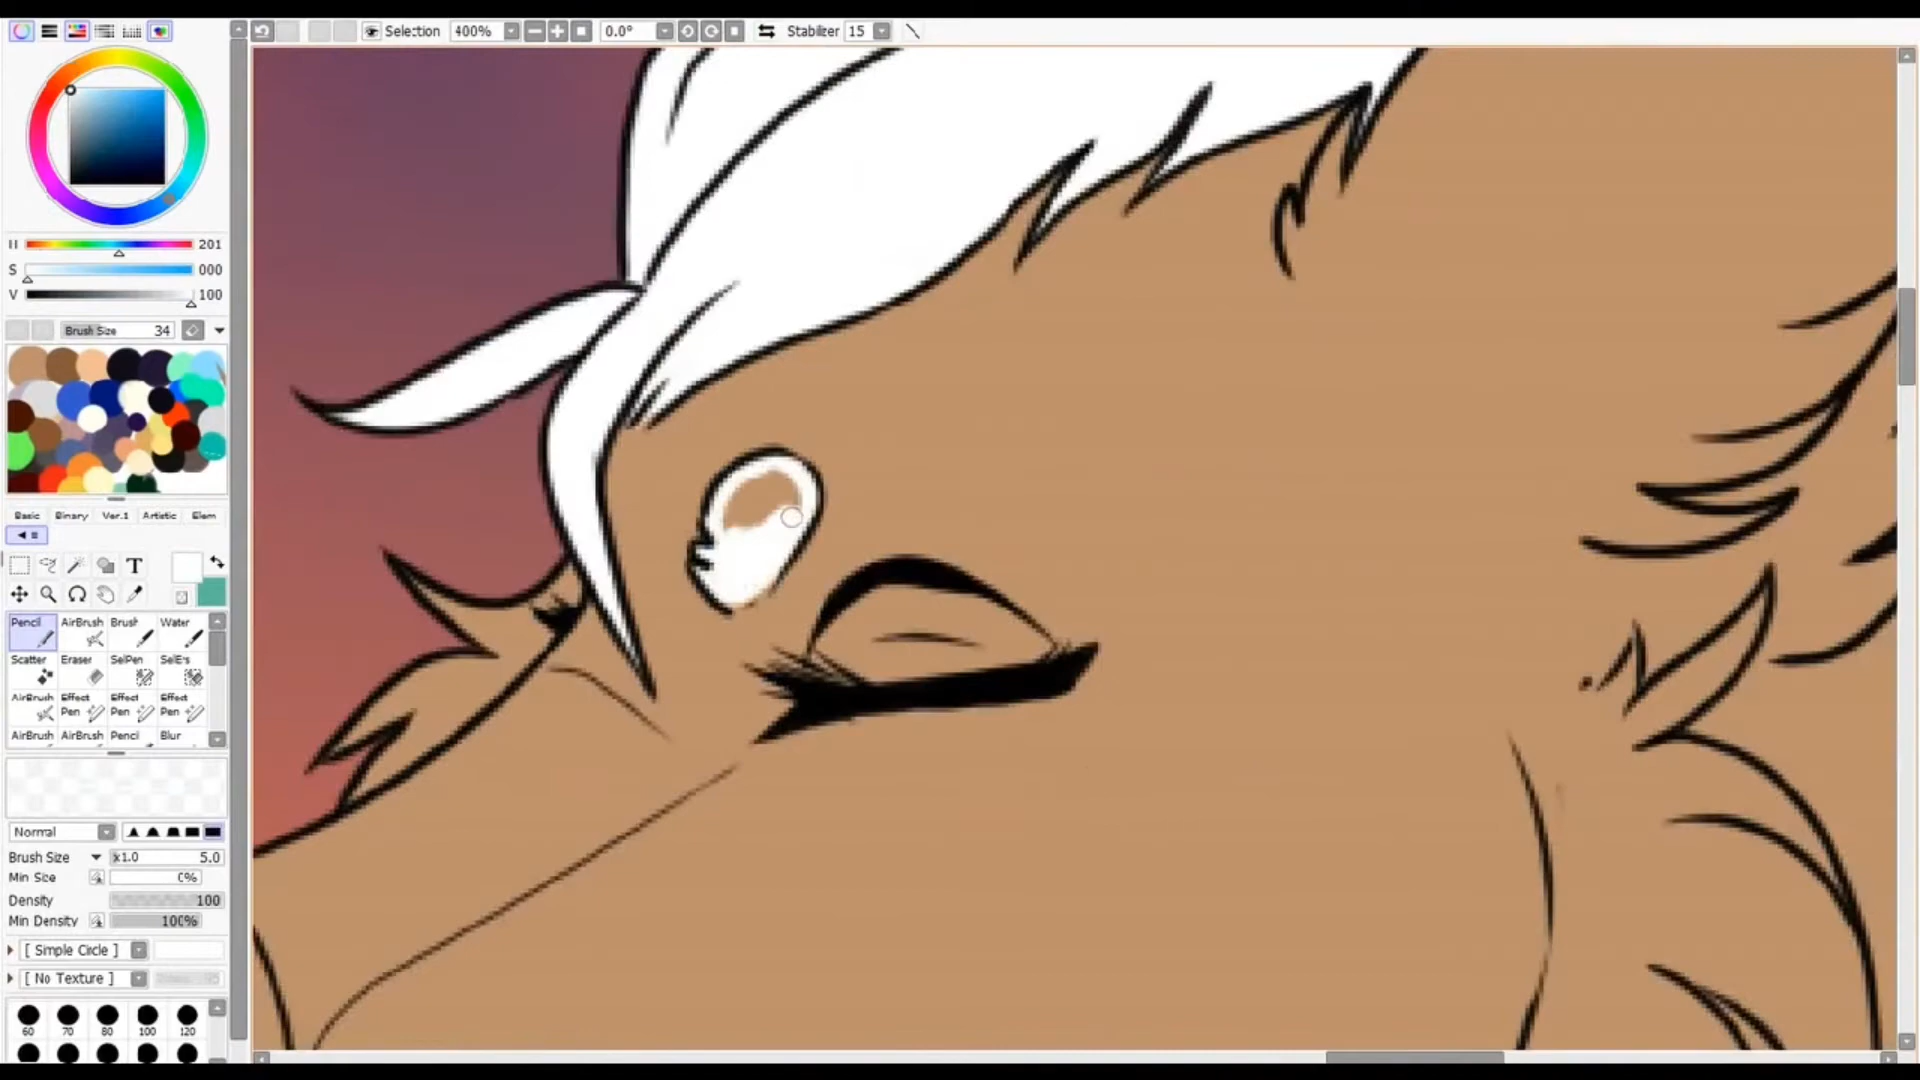 Selection 400% 0.0° Stabilizer 15
H 201
S 000
V 100
Brush Size 34
Basic Binary Ver.1 Artistic Elem
T
Pencil AirBrush Brush Water
Scatter Eraser SelPen SelErs
AirBrush Effect Effect Effect
Pen Pen Pen
AirBrush AirBrush Pencil Blur
Normal
Brush Size x1.0 5.0
Min Size 0%
Density 100
Min Density 100%
[ Simple Circle ]
[ No Texture ]
60 70 80 100 120